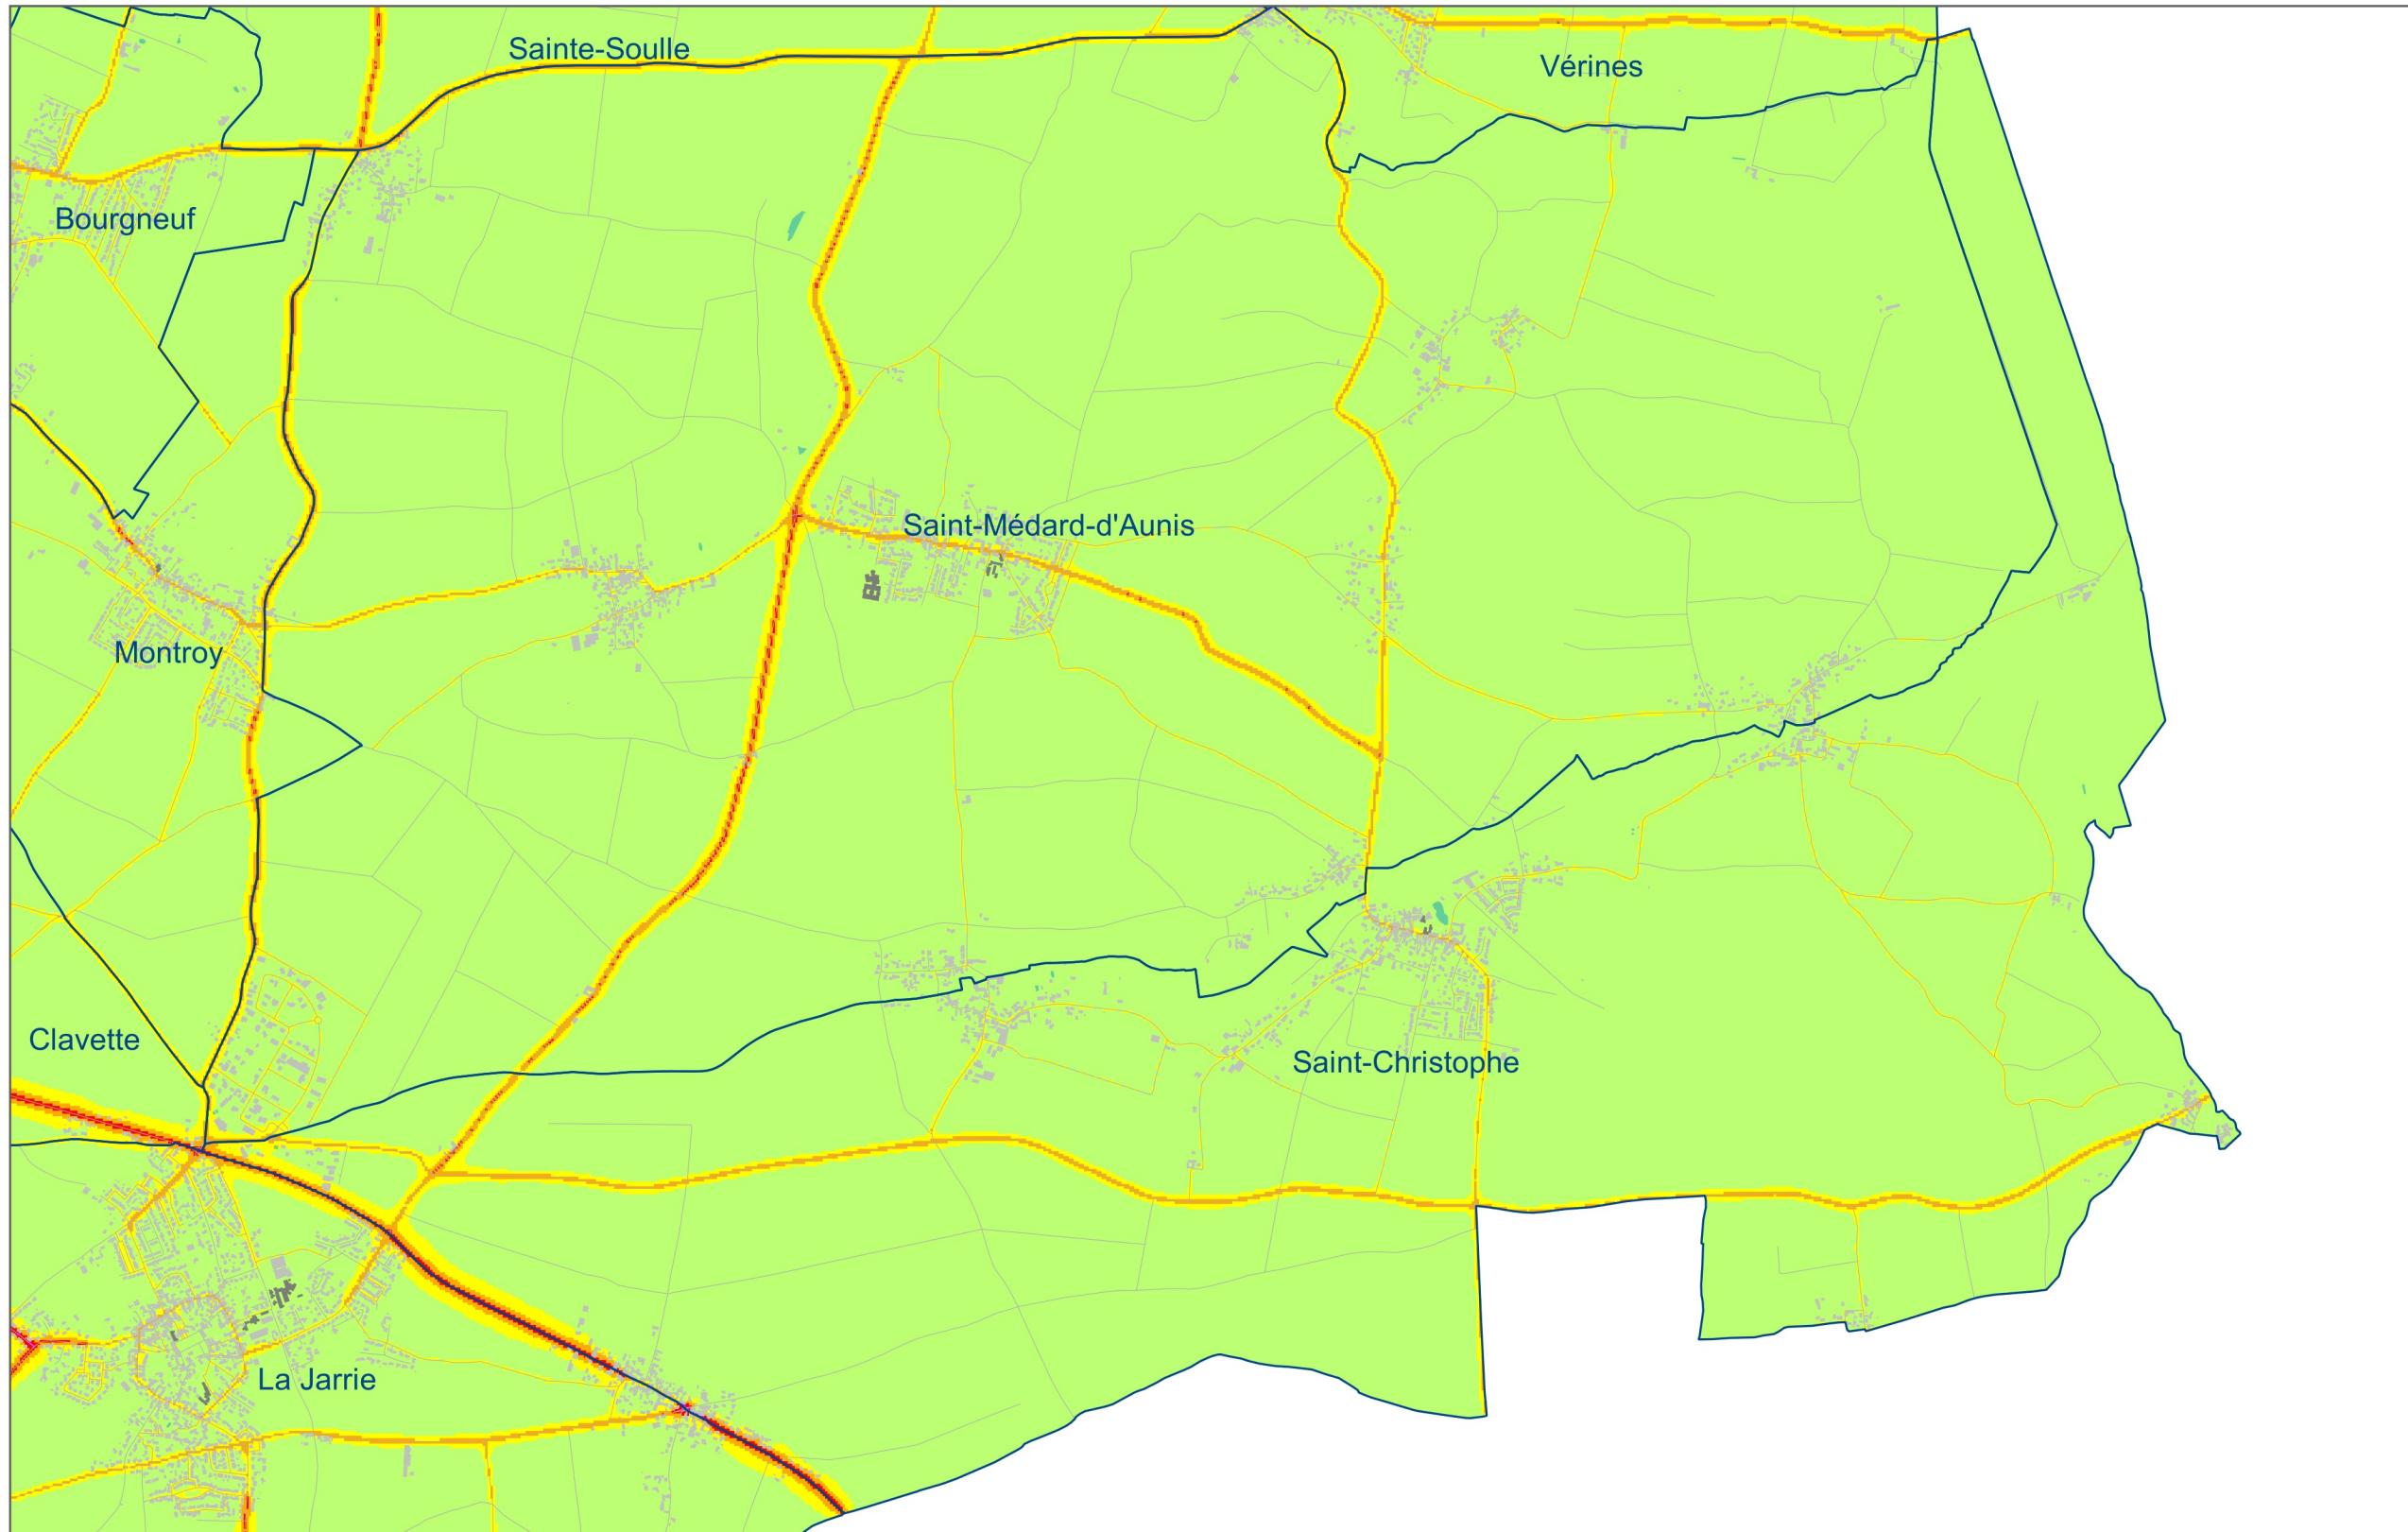 Sainte-Soulle
Vérines
Bourgneuf
Saint-Médard-d'Aunis
Montroy
Clavette
Saint-Christophe
La Jarrie